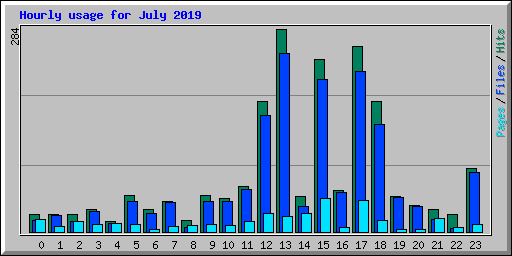 Hourly usage for July 2019
284
Pages/Files/Hits
0 1 2 3 4 5 6 7 8 9 10 11 12 13 14 15 16 17 18 19 20 21 22 23